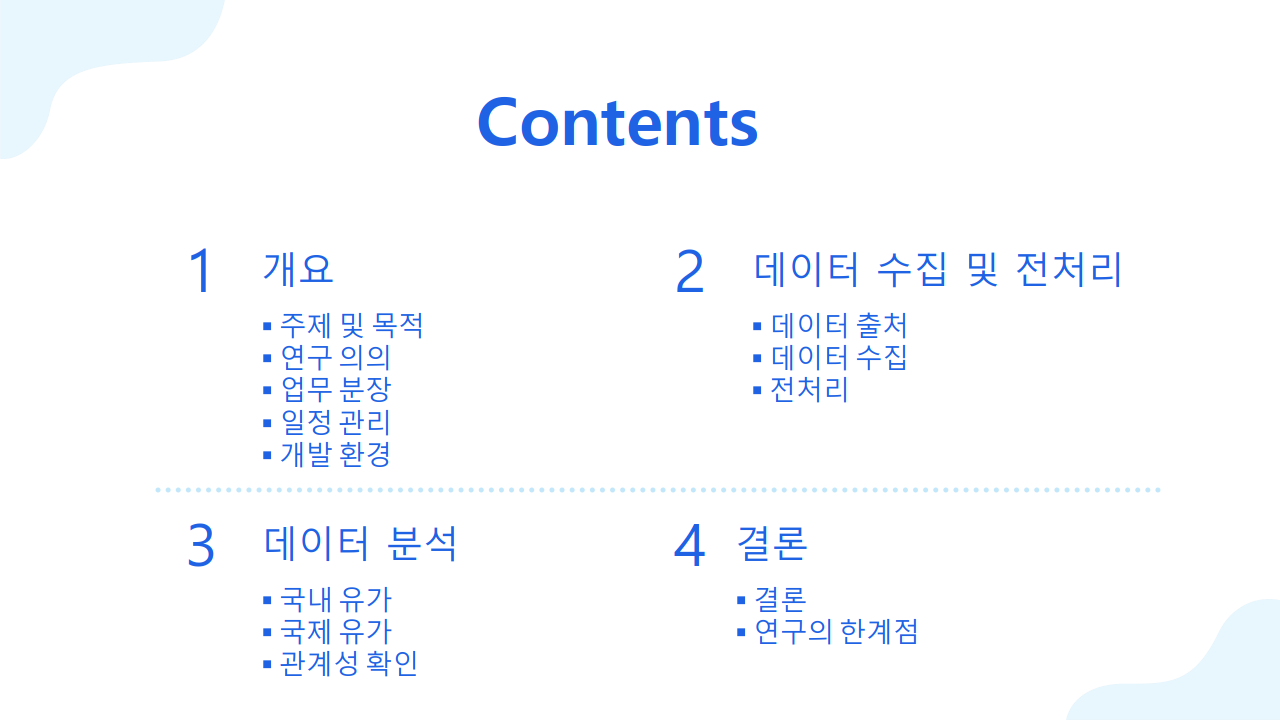 Contents
1 개요
▪ 주제 및 목적
▪ 연구 의의
▪ 업무 분장
▪ 일정 관리
▪ 개발 환경
2 데이터 수집 및 전처리
▪ 데이터 출처
▪ 데이터 수집
▪ 전처리
3 데이터 분석
▪ 국내 유가
▪ 국제 유가
▪ 관계성 확인
4 결론
▪ 결론
▪ 연구의 한계점